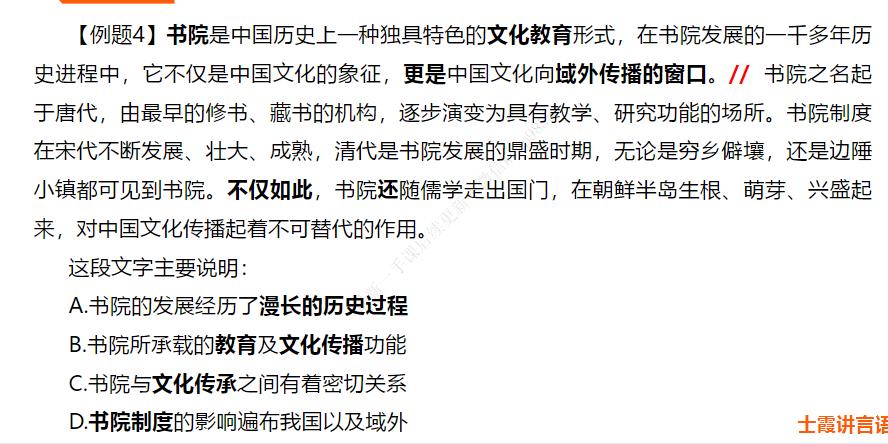 【例题4】书院是中国历史上一种独具特色的文化教育形式，在书院发展的一千多年历
史进程中，它不仅是中国文化的象征，更是中国文化向域外传播的窗口。// 书院之名起
于唐代，由最早的修书、藏书的机构，逐步演变为具有教学、研究功能的场所。书院制度
在宋代不断发展、壮大、成熟，清代是书院发展的鼎盛时期，无论是穷乡僻壤，还是边陲
小镇都可见到书院。不仅如此，书院还随儒学走出国门，在朝鲜半岛生根、萌芽、兴盛起
来，对中国文化传播起着不可替代的作用。
这段文字主要说明：
A.书院的发展经历了漫长的历史过程
B.书院所承载的教育及文化传播功能
C.书院与文化传承之间有着密切关系
D.书院制度的影响遍布我国以及域外
士霞讲言语